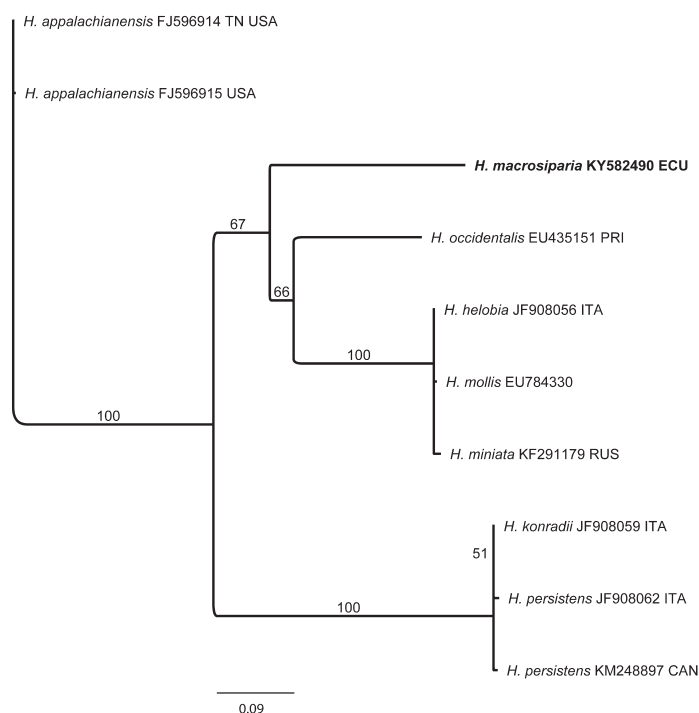 H. appalachianensis FJ596914 TN USA
H. appalachianensis FJ596915 USA
H. macrosiparia KY582490 ECU
67
H. occidentalis EU435151 PRI
66
H. helobia JF908056 ITA
100
H. mollis EU784330
100
H. miniata KF291179 RUS
H. konradii JF908059 ITA
51
H. persistens JF908062 ITA
100
H. persistens KM248897 CAN
0.09